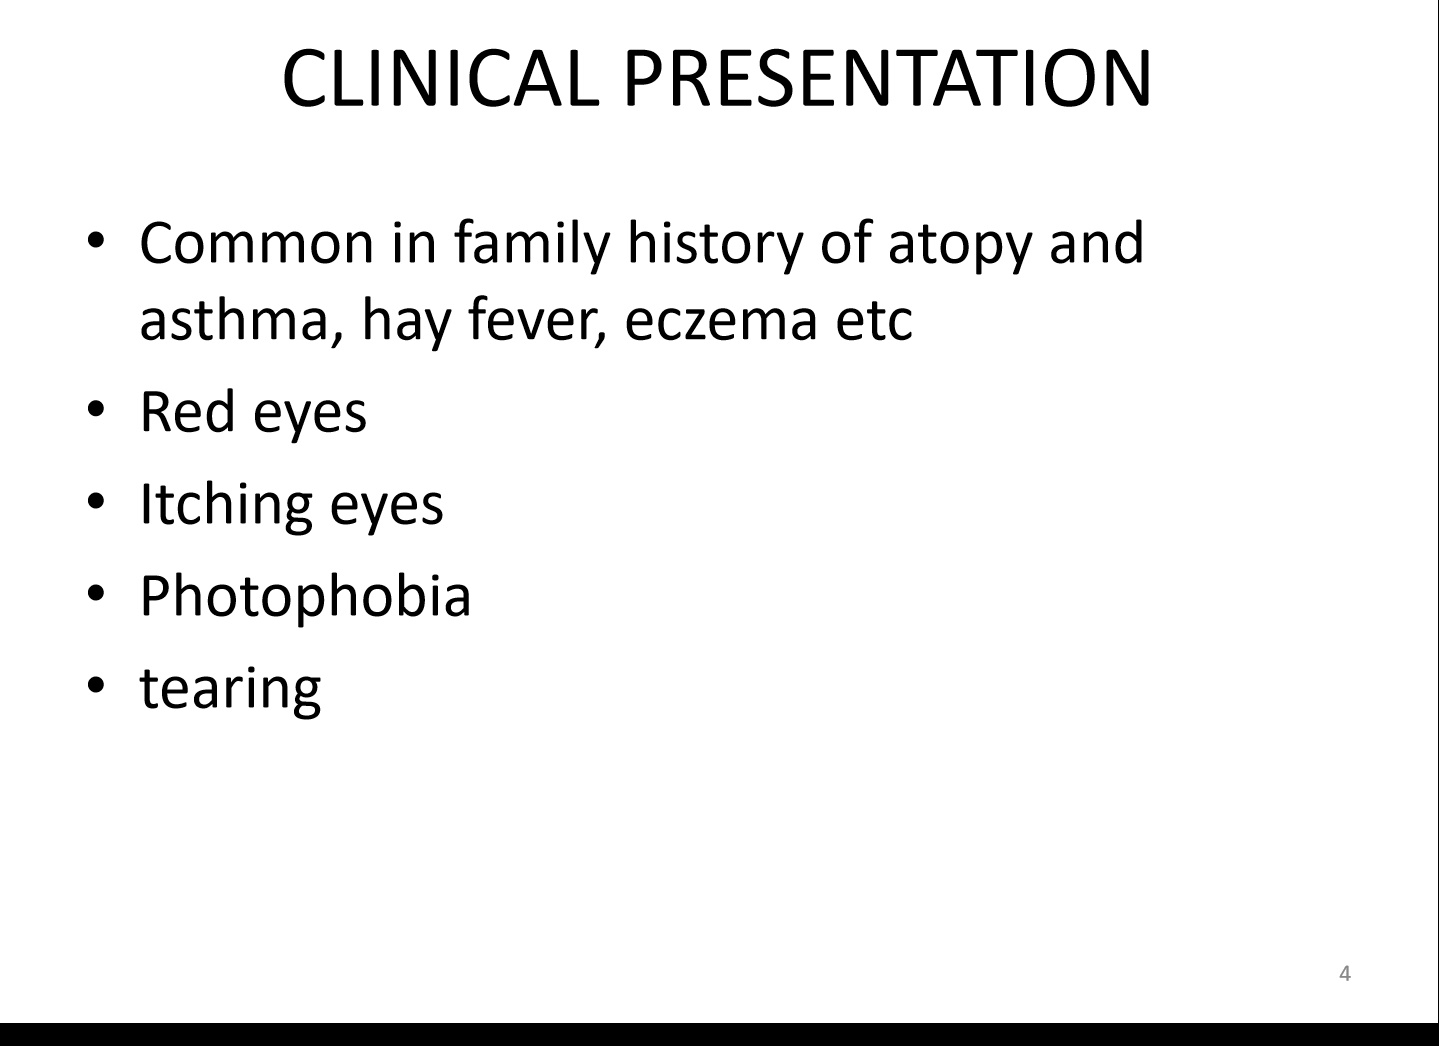 CLINICAL PRESENTATION
• Common in family history of atopy and
asthma, hay fever, eczema etc
• Red eyes
• Itching eyes
• Photophobia
• tearing
4